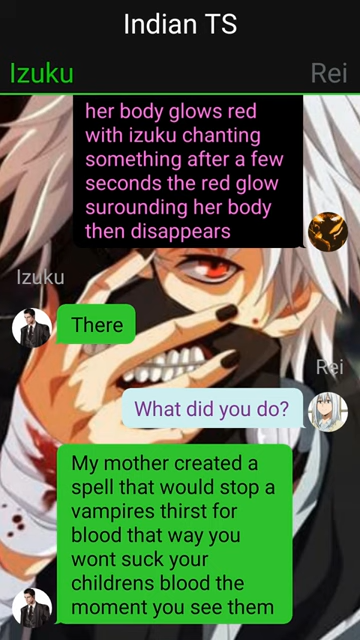 Indian TS
Izuku
Rei
her body glows red
with izuku chanting
something after a few
seconds the red glow
surounding her body
then disappears
Izuku
There
Rei
What did you do?
My mother created a
spell that would stop a
vampires thirst for
blood that way you
wont suck your
childrens blood the
moment you see them